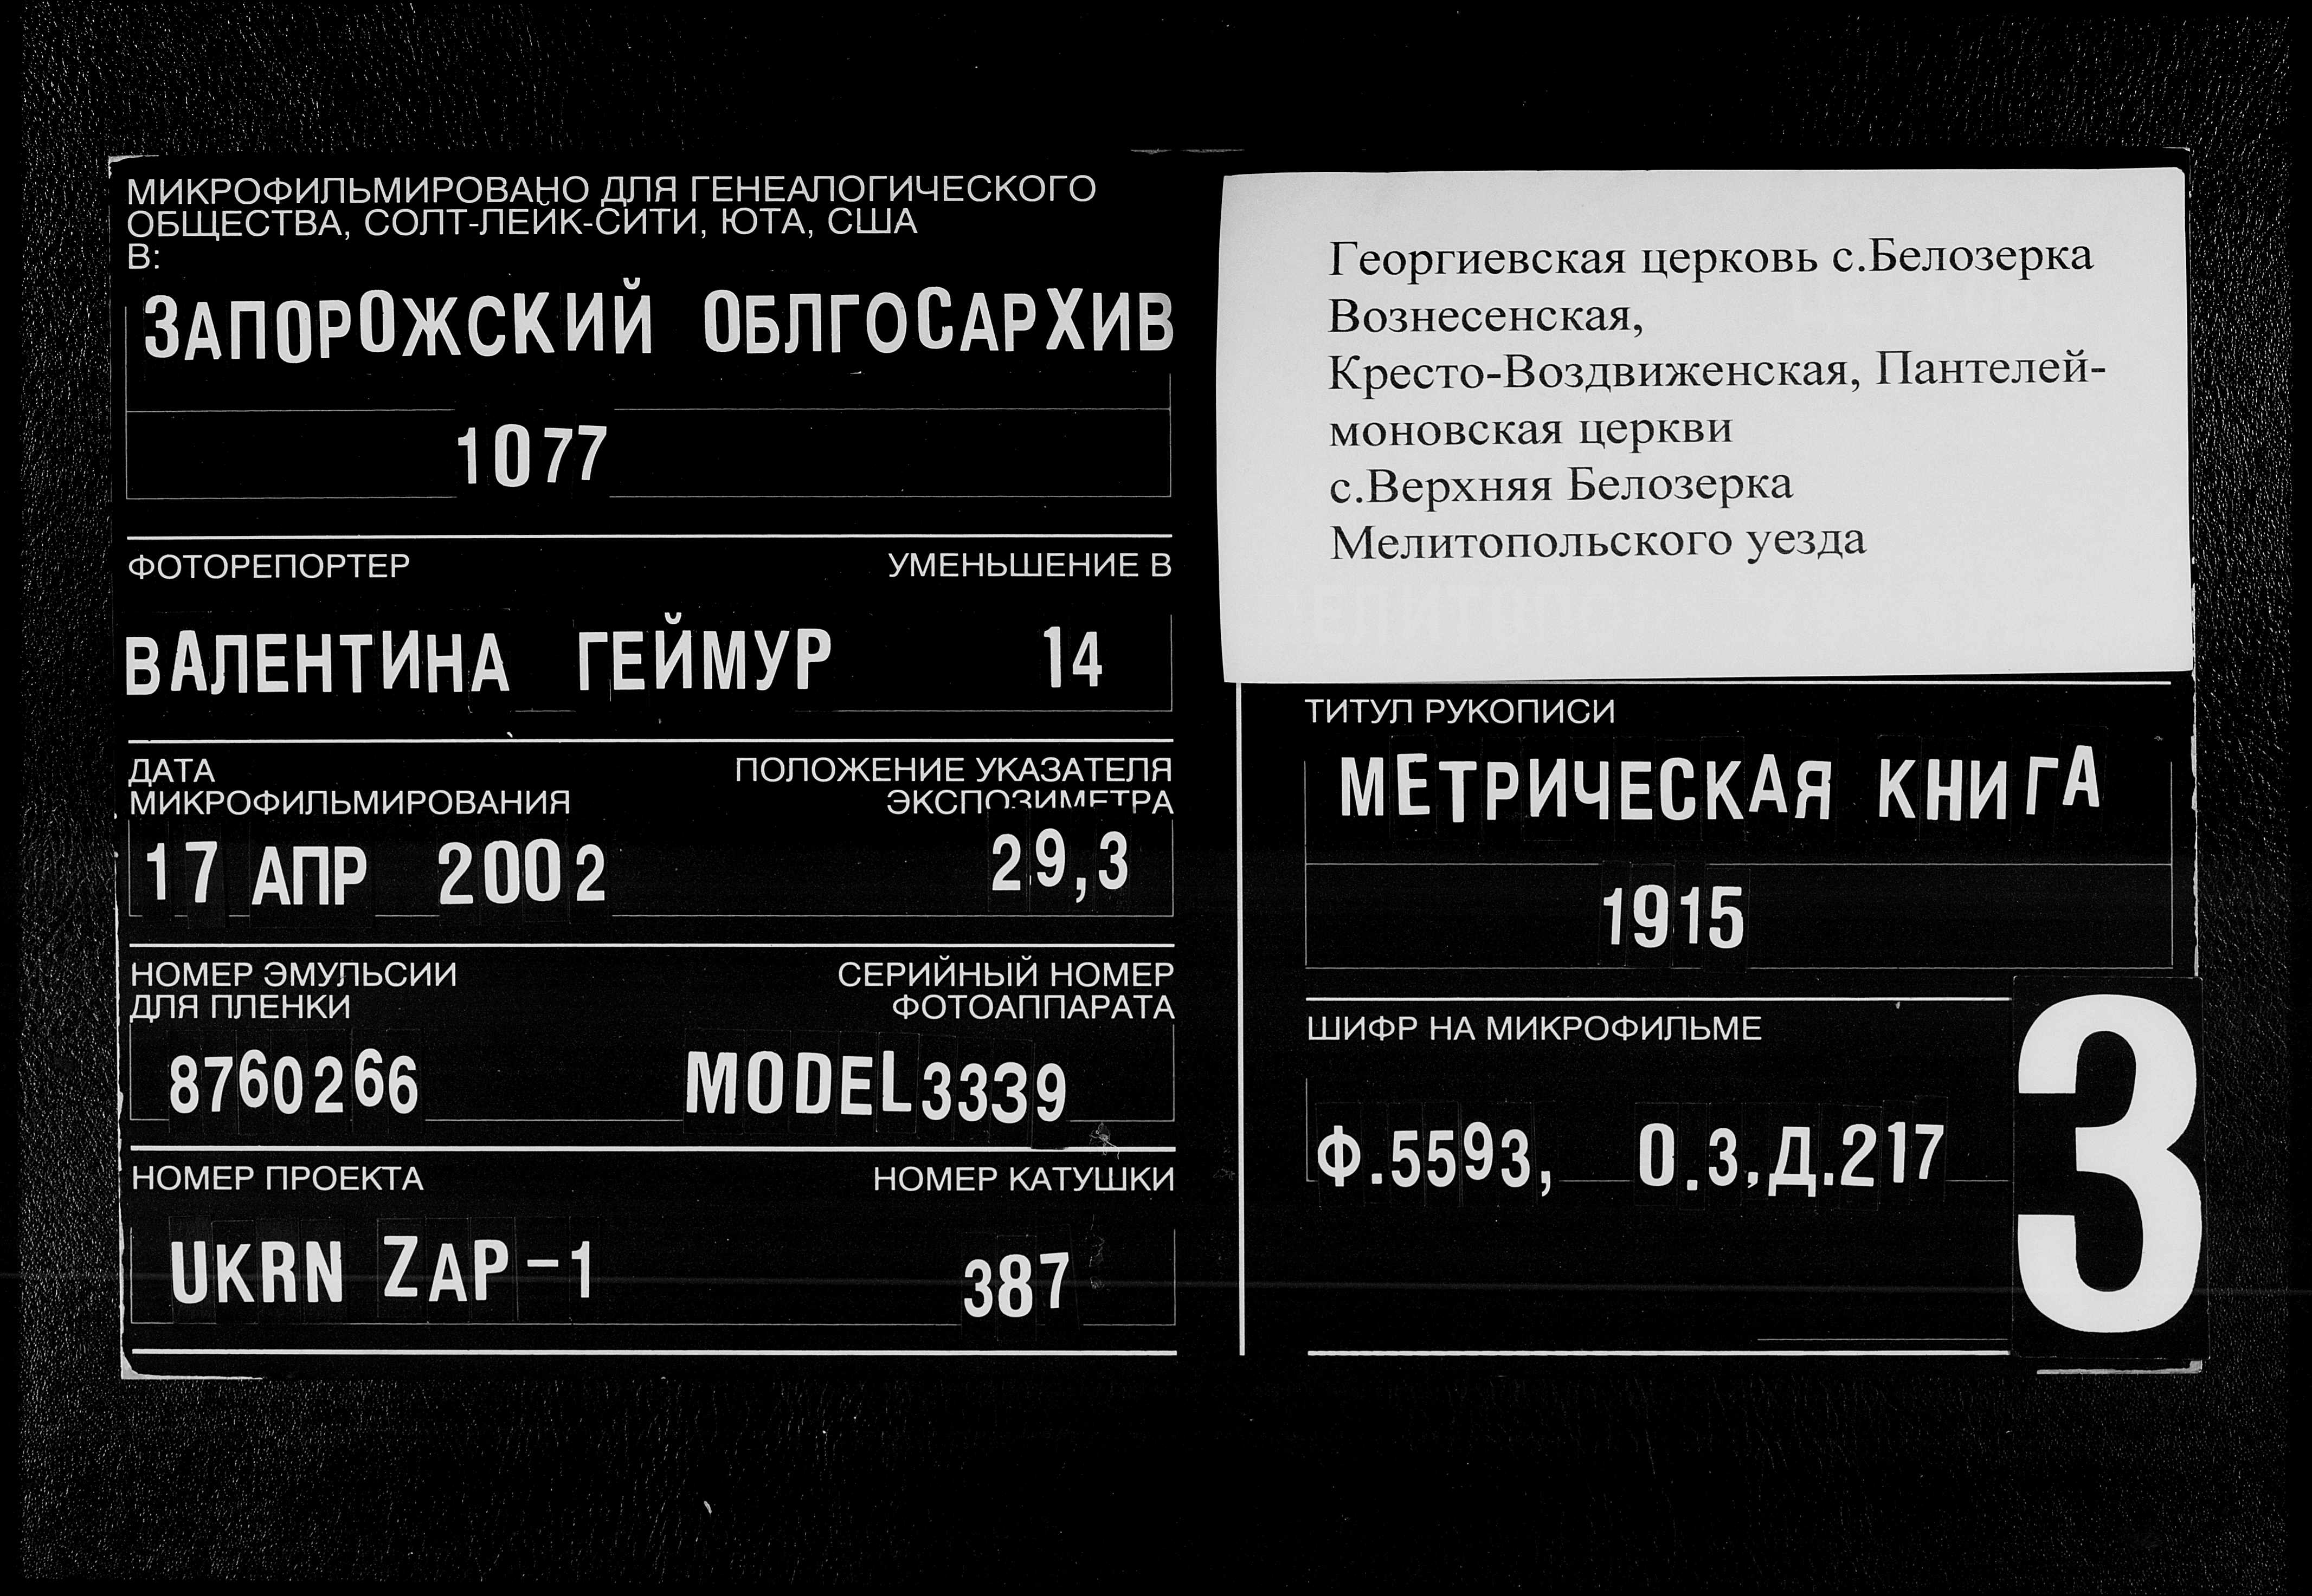 МИКРОФИЛЬМИРОВАНО ДЛЯ ГЕНЕАЛОГИЧЕСКОГО
ОБЩЕСТВА, СОЛТ-ЛЕЙК-СИТИ, ЮТА, США
В:
ЗАПОРОЖСКИЙ ОБЛГОСАРХИВ
1077
ФОТОРЕПОРТЕР УМЕНЬШЕНИЕ В
ВАЛЕНТИНА ГЕЙМУР 14
ДАТА ПОЛОЖЕНИЕ УКАЗАТЕЛЯ
МИКРОФИЛЬМИРОВАНИЯ ЭКСПОЗИМЕТРА
17 АПР 2002 29,3
НОМЕР ЭМУЛЬСИИ СЕРИЙНЫЙ НОМЕР
ДЛЯ ПЛЕНКИ ФОТОАППАРАТА
8760266 MODEL3339
НОМЕР ПРОЕКТА НОМЕР КАТУШКИ
UKRN ZAP-1 387
Георгиевская церковь с.Белозерка
Вознесенская,
Кресто-Воздвиженская, Пантелей-
моновская церкви
с.Верхняя Белозерка
Мелитопольского уезда
ТИТУЛ РУКОПИСИ
МЕТРИЧЕСКАЯ КНИГА
1915
ШИФР НА МИКРОФИЛЬМЕ
Ф.5593, О.3,Д.217
3